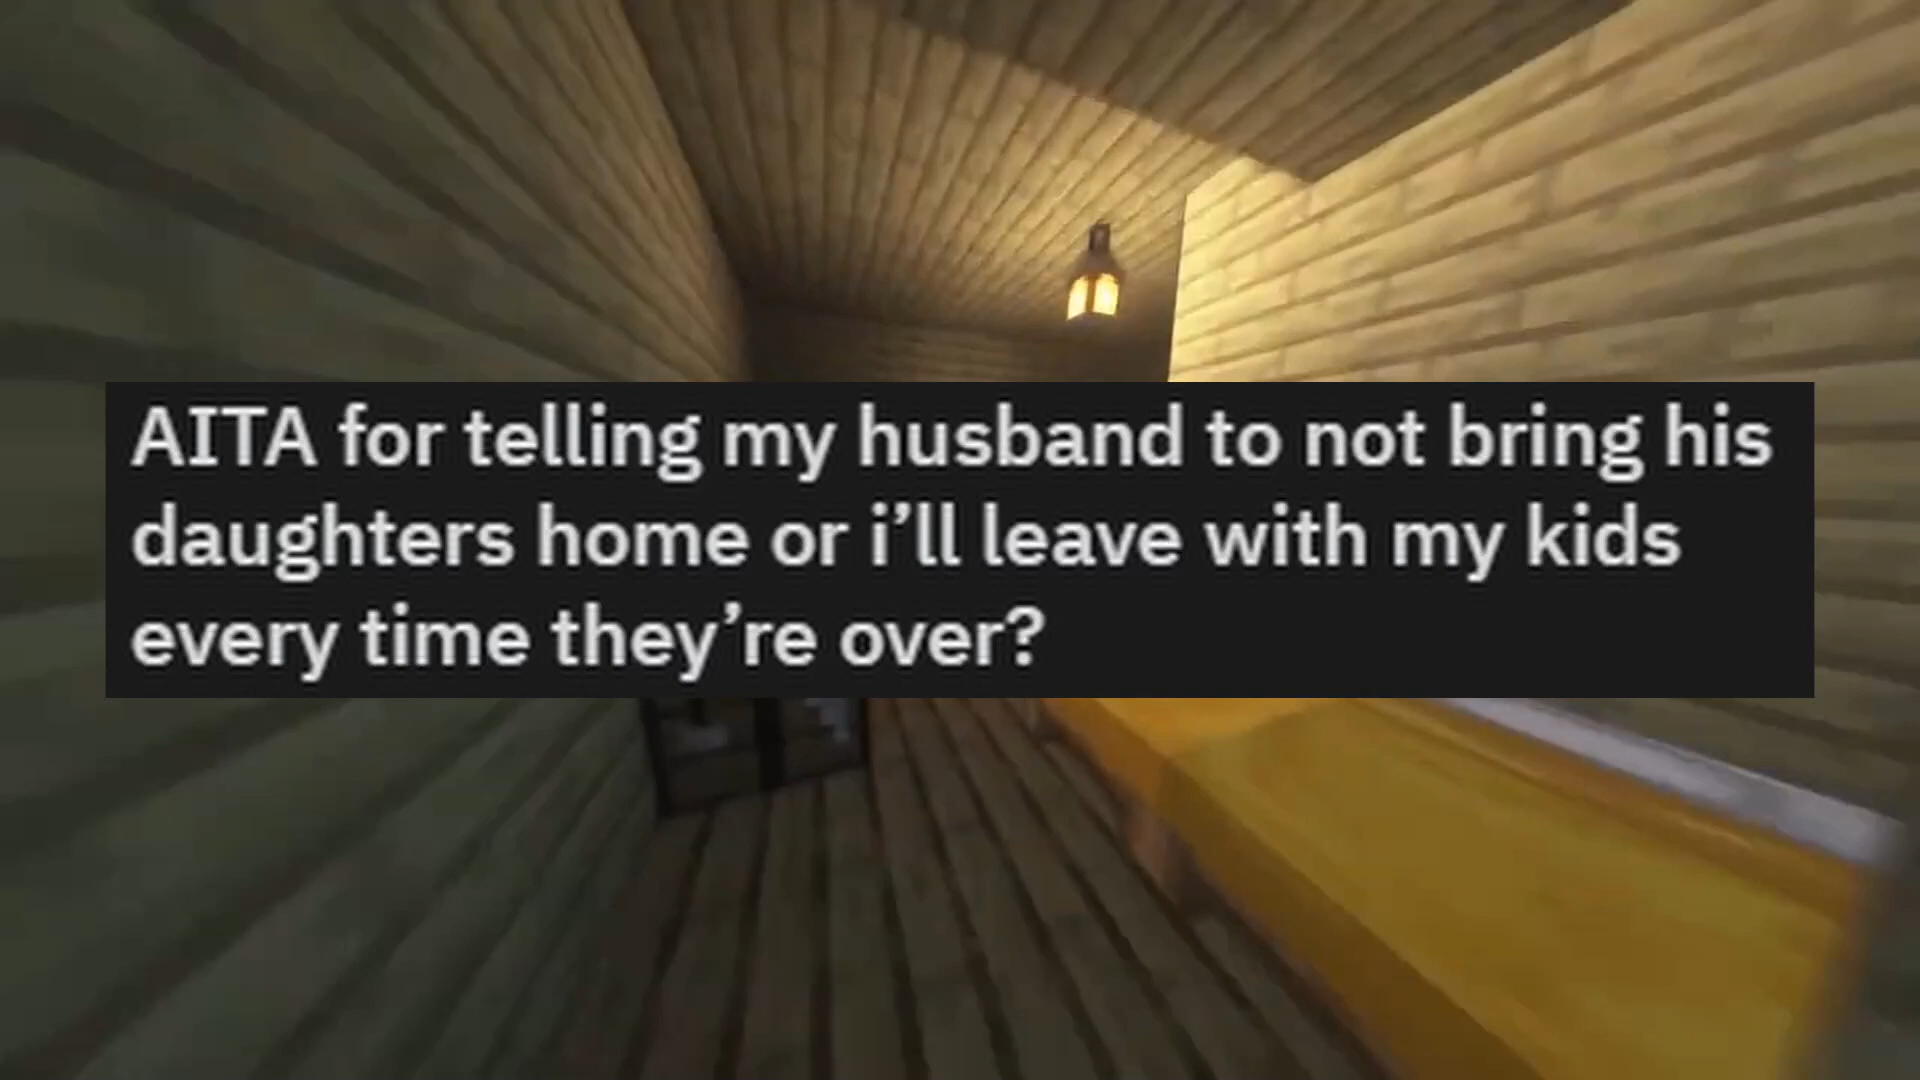 AITA for telling my husband to not bring his
daughters home or i’ll leave with my kids
every time they’re over?